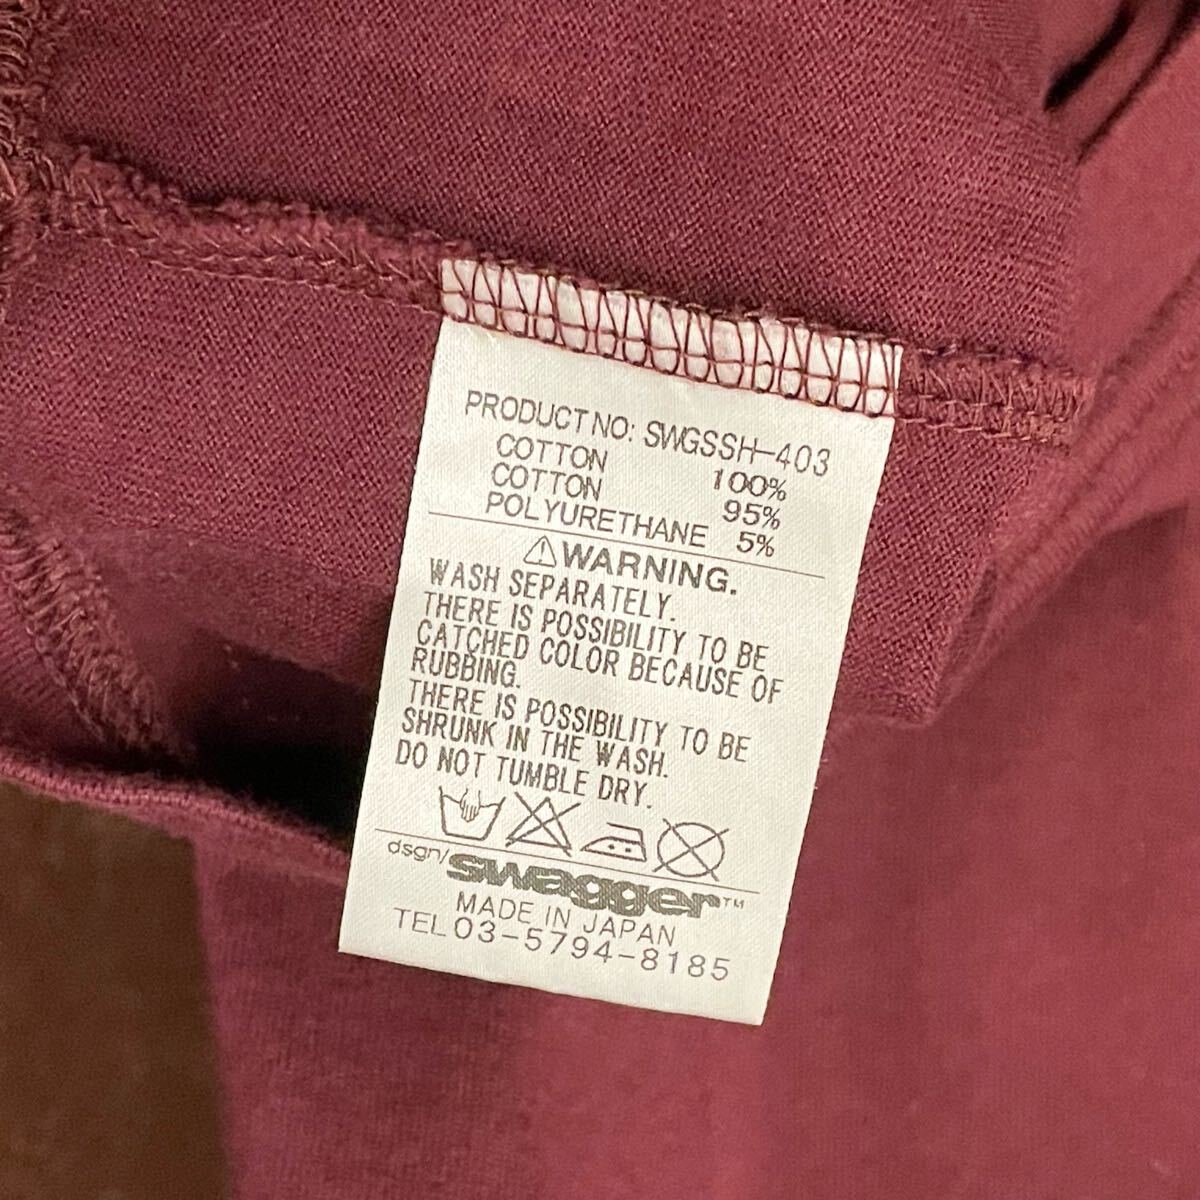 PRODUCT NO: SWGSSH-403
COTTON 100%
COTTON 95%
POLYURETHANE 5%
⚠WARNING.
WASH SEPARATELY.
THERE IS POSSIBILITY TO BE
CATCHED COLOR BECAUSE OF
RUBBING.
THERE IS POSSIBILITY TO BE
SHRUNK IN THE WASH.
DO NOT TUMBLE DRY.
dsgn/swagger™
MADE IN JAPAN
TEL 03-5794-8185